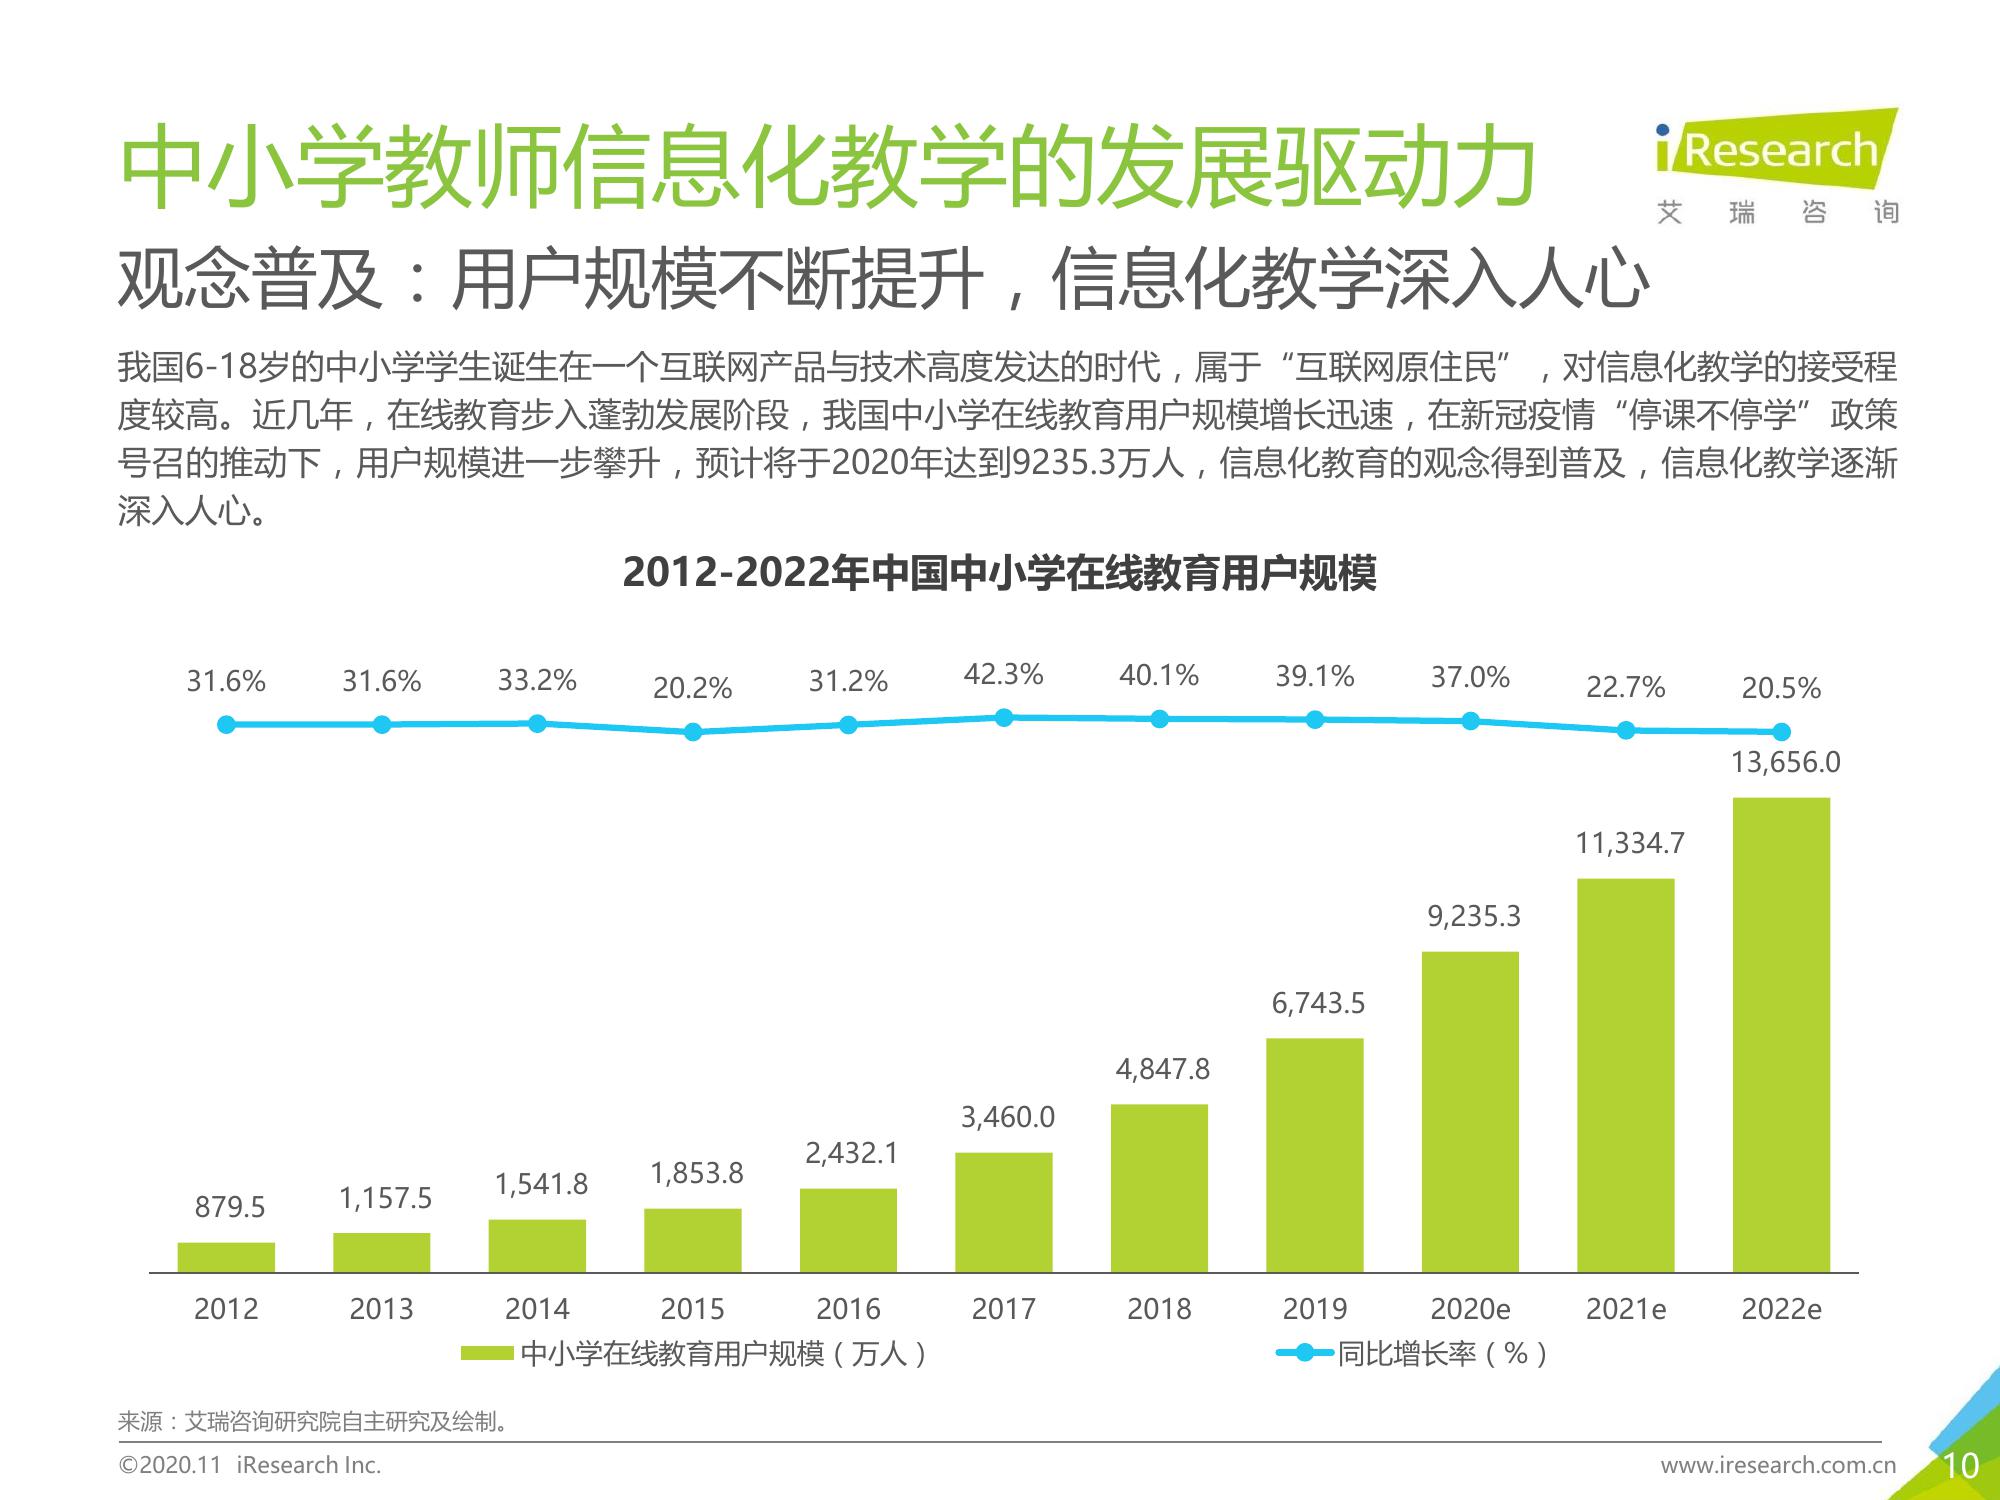 中小学教师信息化教学的发展驱动力
iResearch
艾瑞咨询
观念普及：用户规模不断提升，信息化教学深入人心
我国6-18岁的中小学学生诞生在一个互联网产品与技术高度发达的时代，属于“互联网原住民”，对信息化教学的接受程
度较高。近几年，在线教育步入蓬勃发展阶段，我国中小学在线教育用户规模增长迅速，在新冠疫情“停课不停学”政策
号召的推动下，用户规模进一步攀升，预计将于2020年达到9235.3万人，信息化教育的观念得到普及，信息化教学逐渐
深入人心。
2012-2022年中国中小学在线教育用户规模
31.6% 31.6% 33.2% 20.2% 31.2% 42.3% 40.1% 39.1% 37.0% 22.7% 20.5%
879.5 1,157.5 1,541.8 1,853.8 2,432.1 3,460.0 4,847.8 6,743.5 9,235.3 11,334.7 13,656.0
2012 2013 2014 2015 2016 2017 2018 2019 2020e 2021e 2022e
中小学在线教育用户规模（万人） 同比增长率（%）
来源：艾瑞咨询研究院自主研究及绘制。
©2020.11 iResearch Inc.
www.iresearch.com.cn
10